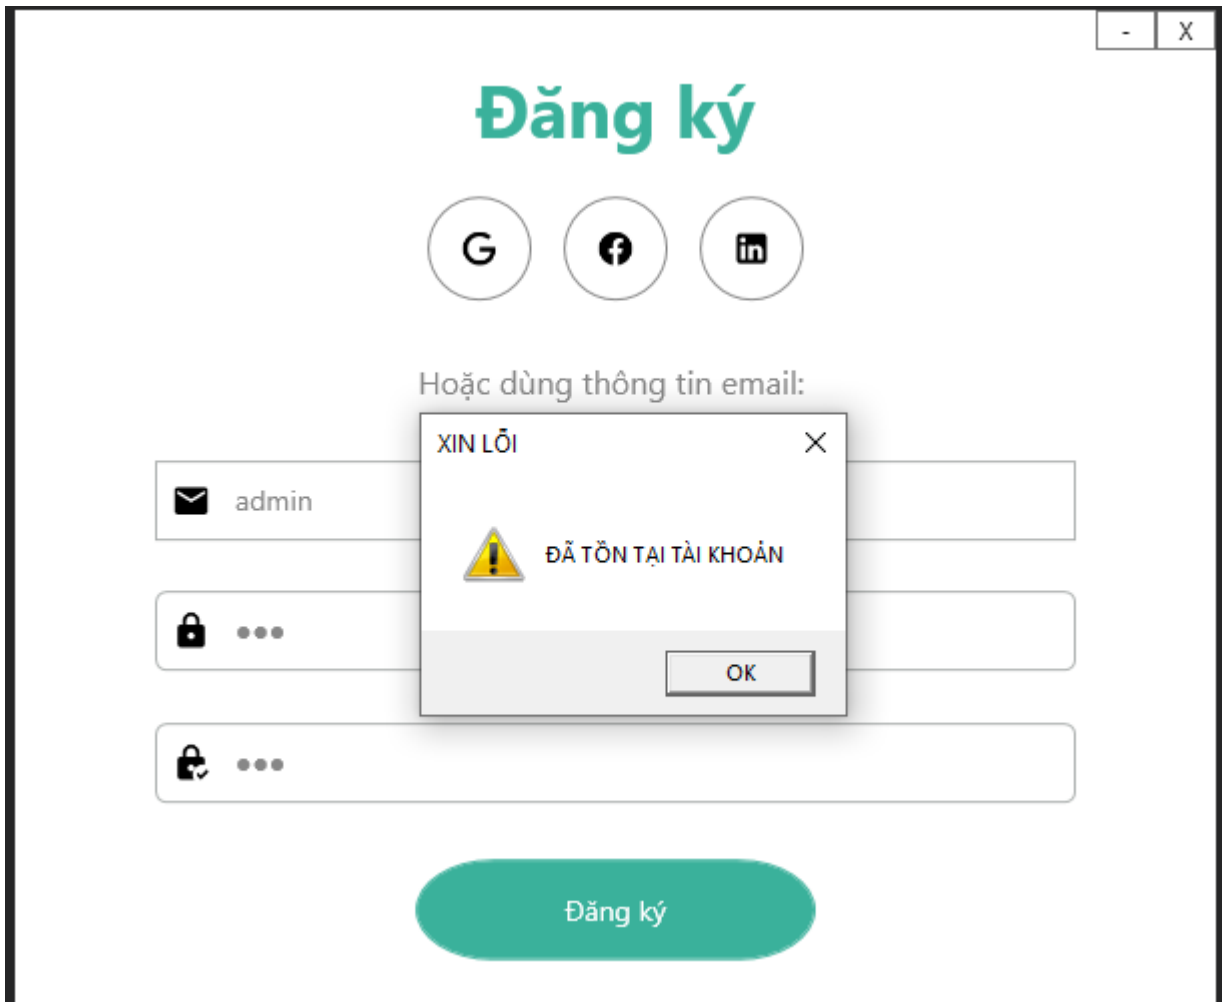 - X
Đăng ký
Hoặc dùng thông tin email:
XIN LỖI
admin
ĐÃ TỒN TẠI TÀI KHOẢN
OK
Đăng ký